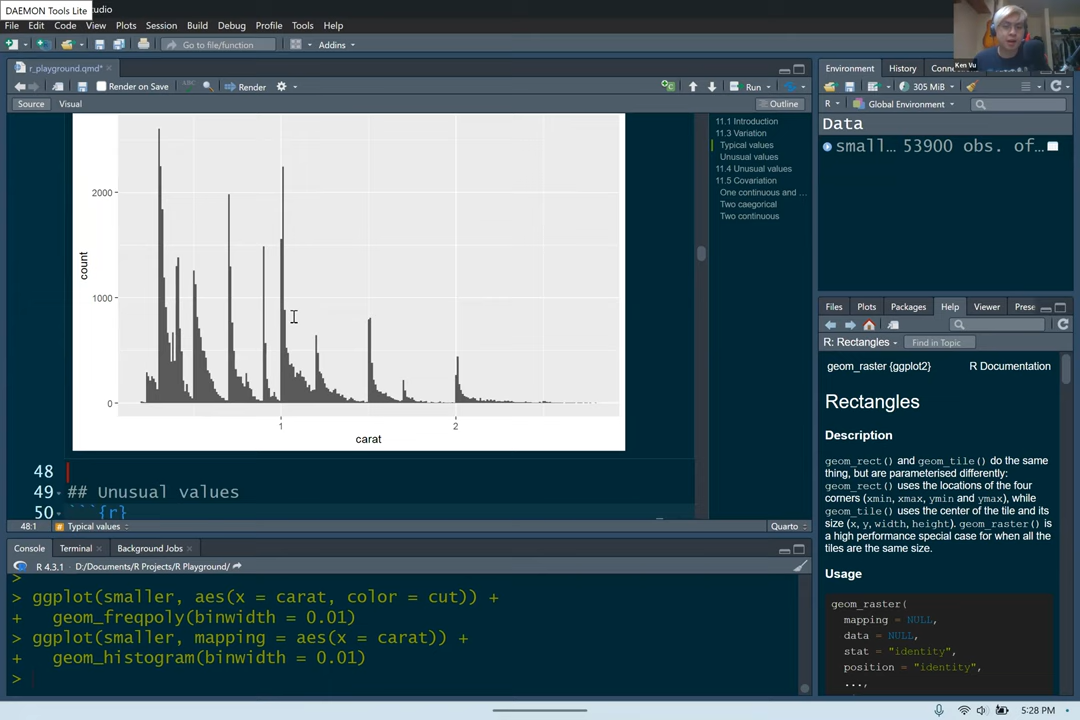 DAEMON Tools Lite
studio
File Edit Code View Plots Session Build Debug Profile Tools Help
Go to file/function
Addins
Ken Vu
r_playground.qmd*
Render on Save
ABC
Render
Run
Source Visual
Outline
2000
1000
0
count
1
2
carat
48
49 ## Unusual values
50 ```{r}
48:1 # Typical values
Quarto
11.1 Introduction
11.3 Variation
Typical values
Unusual values
11.4 Unusual values
11.5 Covariation
One continuous and ...
Two caegorical
Two continuous
Console Terminal Background Jobs
R 4.3.1 · D:/Documents/R Projects/R Playground/
>
> ggplot(smaller, aes(x = carat, color = cut)) +
+ geom_freqpoly(binwidth = 0.01)
> ggplot(smaller, mapping = aes(x = carat)) +
+ geom_histogram(binwidth = 0.01)
>
Environment History Conne
305 MiB
R Global Environment
Data
small… 53900 obs. of…
Files Plots Packages Help Viewer Prese
R: Rectangles Find in Topic
geom_raster {ggplot2} R Documentation
Rectangles
Description
geom_rect() and geom_tile() do the same
thing, but are parameterised differently:
geom_rect() uses the locations of the four
corners (xmin, xmax, ymin and ymax), while
geom_tile() uses the center of the tile and its
size (x, y, width, height). geom_raster() is
a high performance special case for when all the
tiles are the same size.
Usage
geom_raster(
mapping = NULL,
data = NULL,
stat = "identity",
position = "identity",
...,
5:28 PM